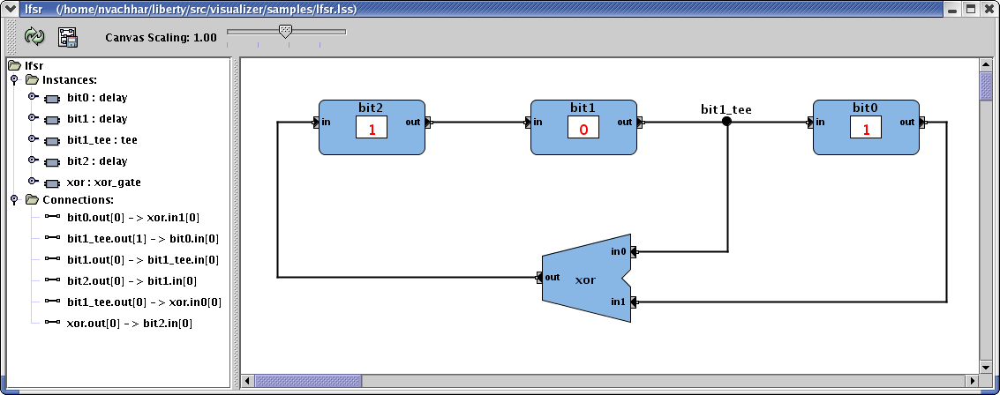 lfsr (/home/nvachhar/liberty/src/visualizer/samples/lfsr.lss)
Canvas Scaling: 1.00
lfsr
Instances:
bit0 : delay
bit1 : delay
bit1_tee : tee
bit2 : delay
xor : xor_gate
Connections:
bit0.out[0] -> xor.in1[0]
bit1_tee.out[1] -> bit0.in[0]
bit1.out[0] -> bit1_tee.in[0]
bit2.out[0] -> bit1.in[0]
bit1_tee.out[0] -> xor.in0[0]
xor.out[0] -> bit2.in[0]
bit2
in 1 out
bit1
in 0 out
bit1_tee
bit0
in 1 out
in0
out xor
in1